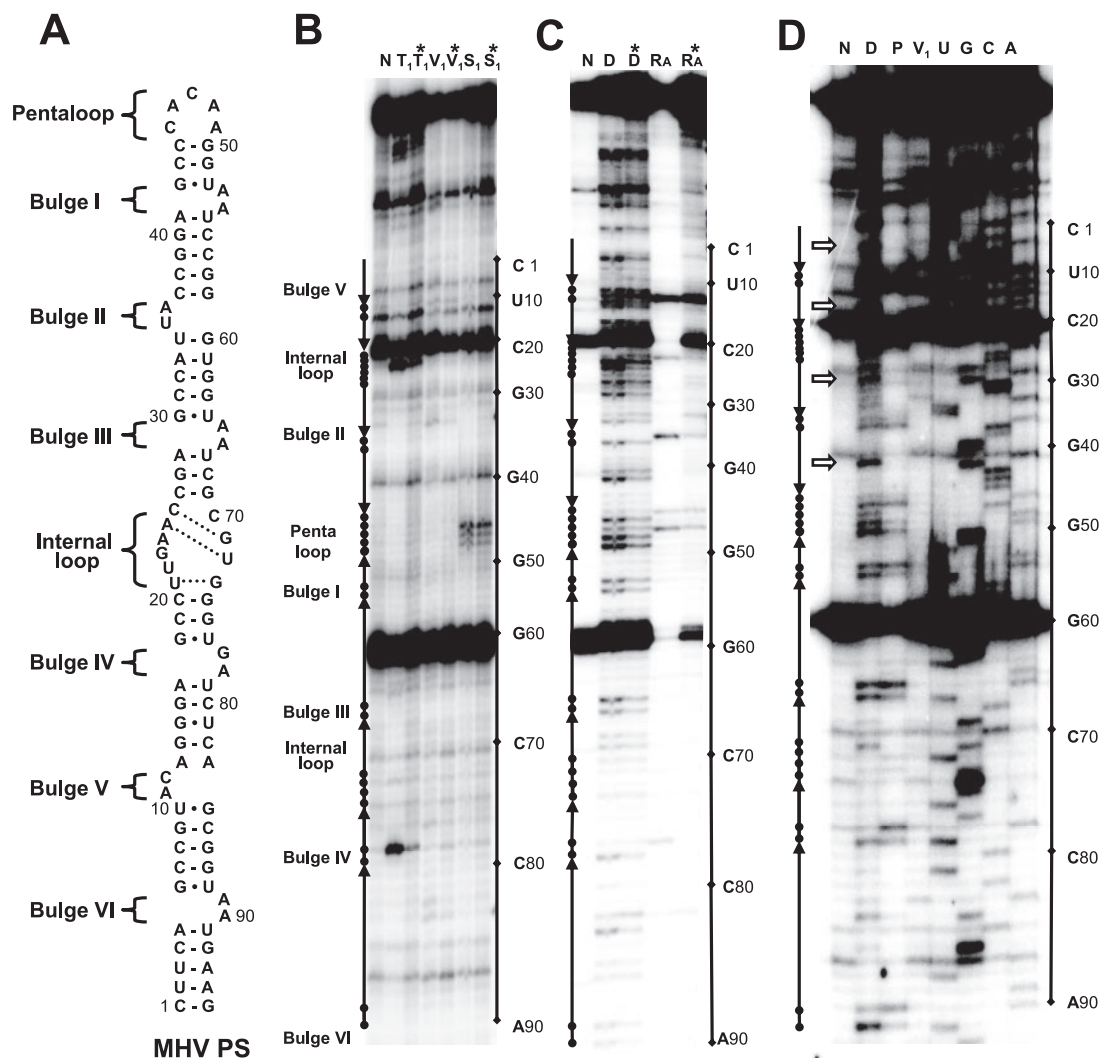 A
Pentaloop
C
A A
C A
C - G
50
C - G
G • U
Bulge I
A
A
A - U
40 G - C
G - C
C - G
C - G
Bulge II
A
U
U - G
60
A - U
C - G
C - G
G • U
30
Bulge III
A
A
A - U
G - C
C - G
C C 70
Internal
loop
A
A G
G U
U
U G
20
C - G
C - G
G • U
Bulge IV
G
A
A - U
G - C
80
G - U
G - C
A - A
Bulge V
C
A
10 U • G
G - C
C - G
C - G
G • U
Bulge VI
A
A 90
A - U
C - G
U - A
U - A
1 C - G
MHV PS
B
* * *
N T1 T1 V1 V1 S1 S1
Bulge V
Internal
loop
Bulge II
Penta
loop
Bulge I
Bulge III
Internal
loop
Bulge IV
Bulge VI
C 1
U10
C20
G30
G40
G50
G60
C70
C80
A90
C
* *
N D D RA RA
C 1
U10
C20
G30
G40
G50
G60
C70
C80
A90
D
N D P V1 U G C A
C 1
U10
C20
G30
G40
G50
G60
C70
C80
A90